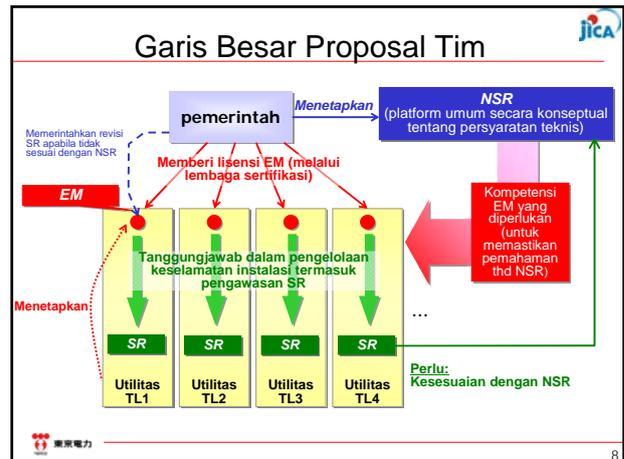 jICA
Garis Besar Proposal Tim
pemerintah
Menetapkan
NSR
(platform umum secara konseptual
tentang persyaratan teknis)
Memerintahkan revisi
SR apabila tidak
sesuai dengan NSR
Memberi lisensi EM (melalui
lembaga sertifikasi)
EM
Kompetensi
EM yang
diperlukan
(untuk
memastikan
pemahaman
thd NSR)
Tanggungjawab dalam pengelolaan
keselamatan instalasi termasuk
pengawasan SR
Menetapkan
...
SR
SR
SR
SR
Utilitas
TL1
Utilitas
TL2
Utilitas
TL3
Utilitas
TL4
Perlu:
Kesesuaian dengan NSR
東京電力
8